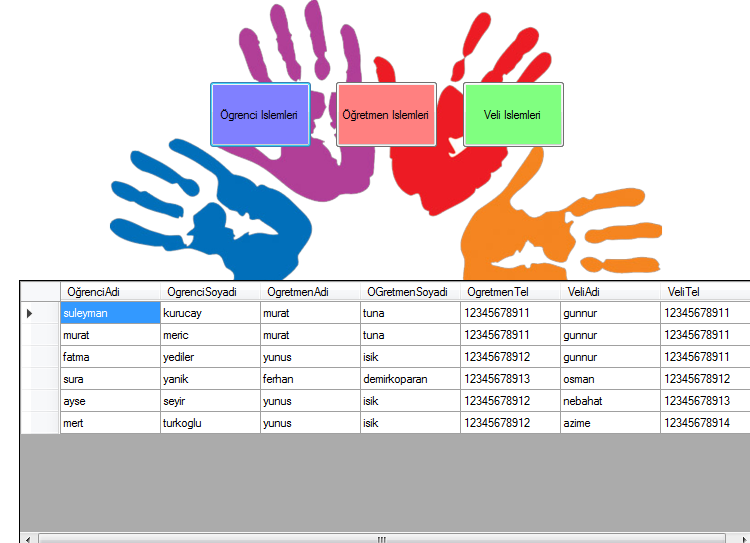 Ögrenci Islemleri Öğretmen Islemleri Veli Islemleri
OğrenciAdi OgrenciSoyadi OgretmenAdi OGretmenSoyadi OgretmenTel VeliAdi VeliTel
suleyman kurucay murat tuna 12345678911 gunnur 12345678911
murat meric murat tuna 12345678911 gunnur 12345678911
fatma yediler yunus isik 12345678912 gunnur 12345678911
sura yanik ferhan demirkoparan 12345678913 osman 12345678912
ayse seyir yunus isik 12345678912 nebahat 12345678913
mert turkoglu yunus isik 12345678912 azime 12345678914